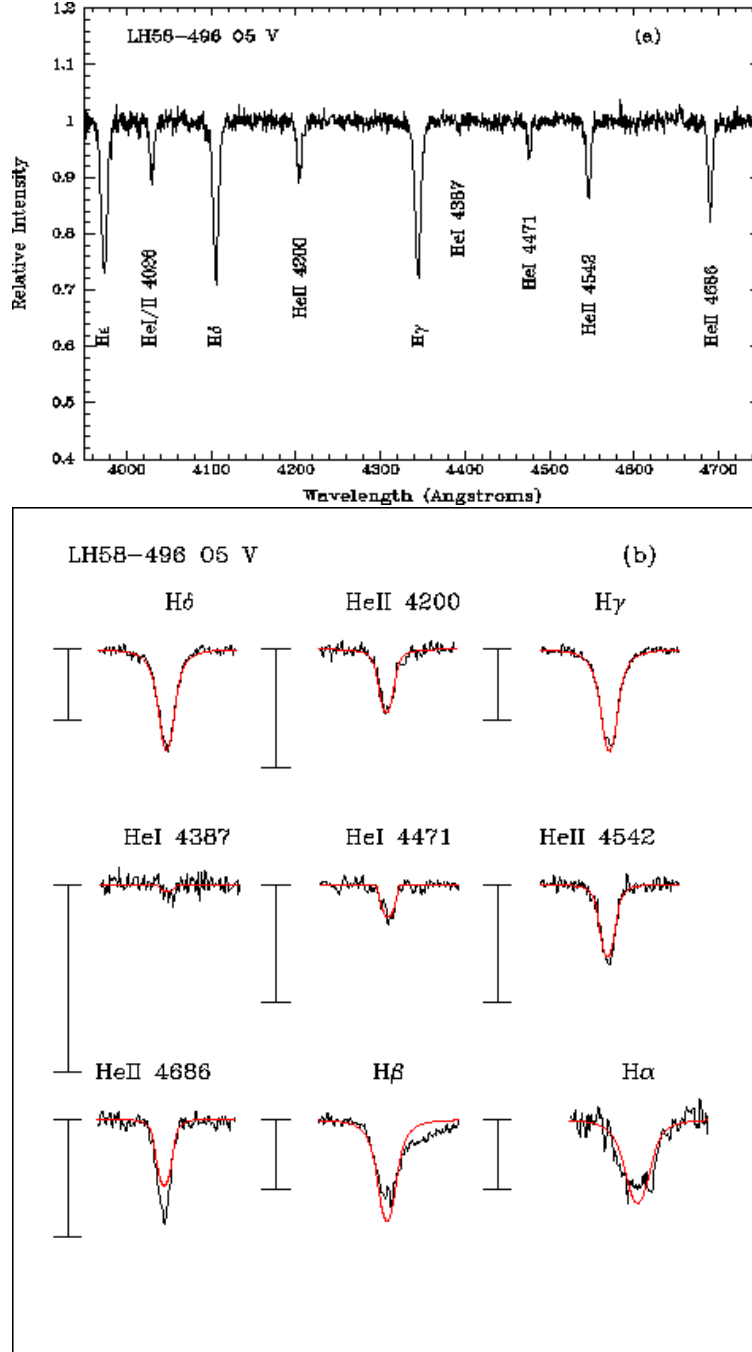 1.2
LH58-496 O5 V (a)
1.1
1
0.9
0.8
0.7
0.6
0.5
0.4
Relative Intensity
Hε
HeI/II 4026
Hδ
HeII 4200
Hγ
HeI 4387
HeI 4471
HeII 4542
HeII 4686
4000 4100 4200 4300 4400 4500 4600 4700
Wavelength (Angstroms)
LH58-496 O5 V (b)
Hδ HeII 4200 Hγ
HeI 4387 HeI 4471 HeII 4542
HeII 4686 Hβ Hα